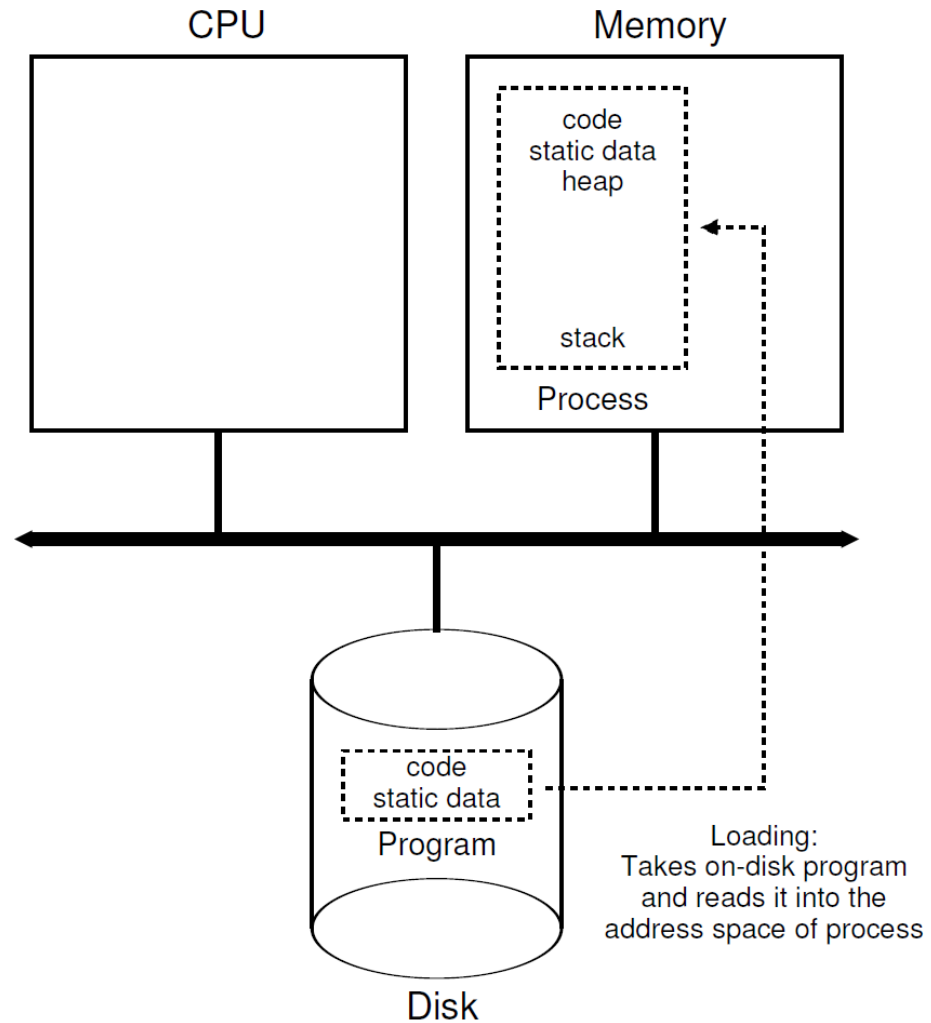 CPU
Memory
code
static data
heap
stack
Process
code
static data
Program
Loading:
Takes on-disk program
and reads it into the
address space of process
Disk